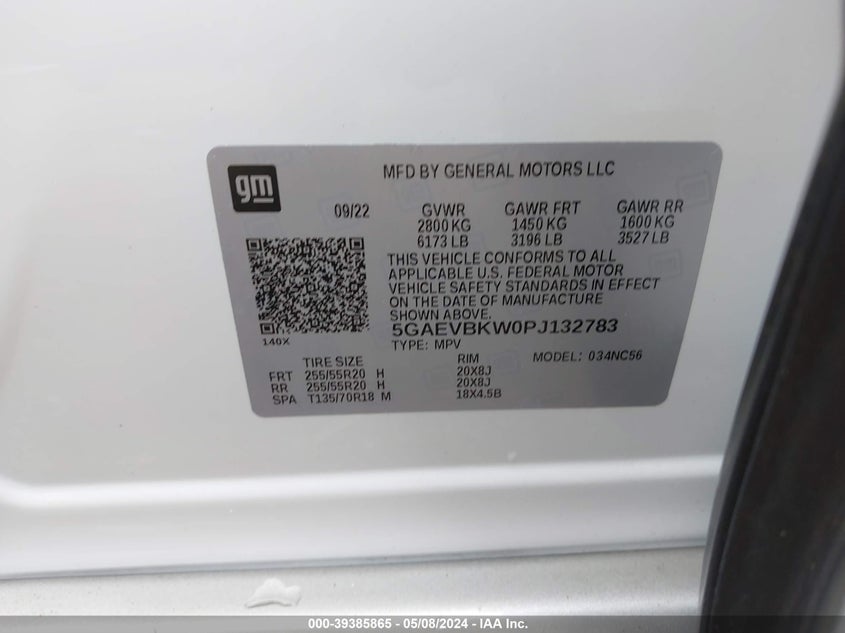 gm
MFD BY GENERAL MOTORS LLC
09/22 GVWR GAWR FRT GAWR RR
2800 KG 1450 KG 1600 KG
6173 LB 3196 LB 3527 LB
THIS VEHICLE CONFORMS TO ALL
APPLICABLE U.S. FEDERAL MOTOR
VEHICLE SAFETY STANDARDS IN EFFECT
ON THE DATE OF MANUFACTURE
SHOWN ABOVE.
5GAEVBKW0PJ132783
140X
TYPE: MPV MODEL: 034NC56
TIRE SIZE RIM
FRT 255/55R20 H 20X8J
RR 255/55R20 H 20X8J
SPA T135/70R18 M 18X4.5B
000-39385865 - 05/08/2024 - IAA Inc.